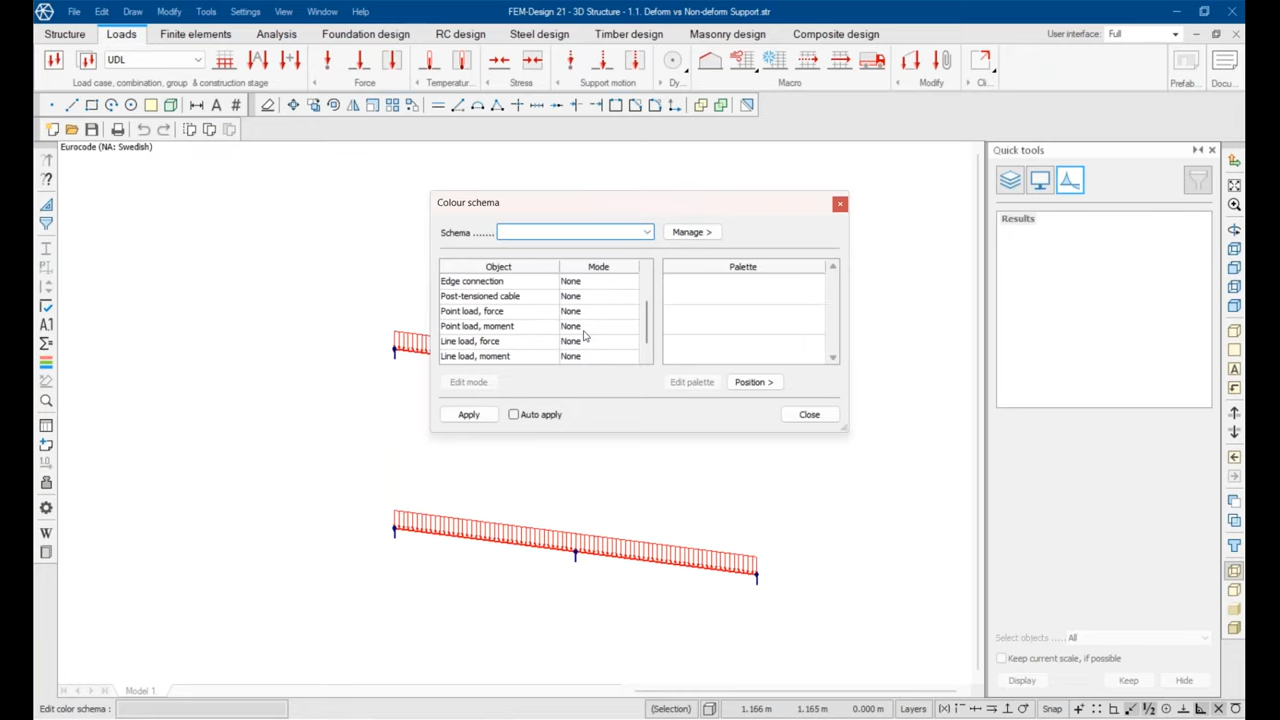 File Edit Draw Modify Tools Settings View Window Help
FEM-Design 21 - 3D Structure - 1.1. Deform vs Non-deform Support.str
Structure Loads Finite elements Analysis Foundation design RC design Steel design Timber design Masonry design Composite design
User interface: Full
UDL
Load case, combination, group & construction stage
Force
Temperatur...
Stress
Support motion
Dy...
Macro
Modify
Cli...
Prefab...
Docu...
Eurocode (NA: Swedish)
Quick tools
Results
Colour schema
Schema .......
Manage >
Object Mode
Palette
Edge connection None
Post-tensioned cable None
Point load, force None
Point load, moment None
Line load, force None
Line load, moment None
Edit mode
Edit palette
Position >
Apply
Auto apply
Close
Select objects ..... All
Keep current scale, if possible
Display Keep Hide
Model 1
Edit color schema :
(Selection)
1.166 m 1.165 m 0.000 m
Layers
Snap